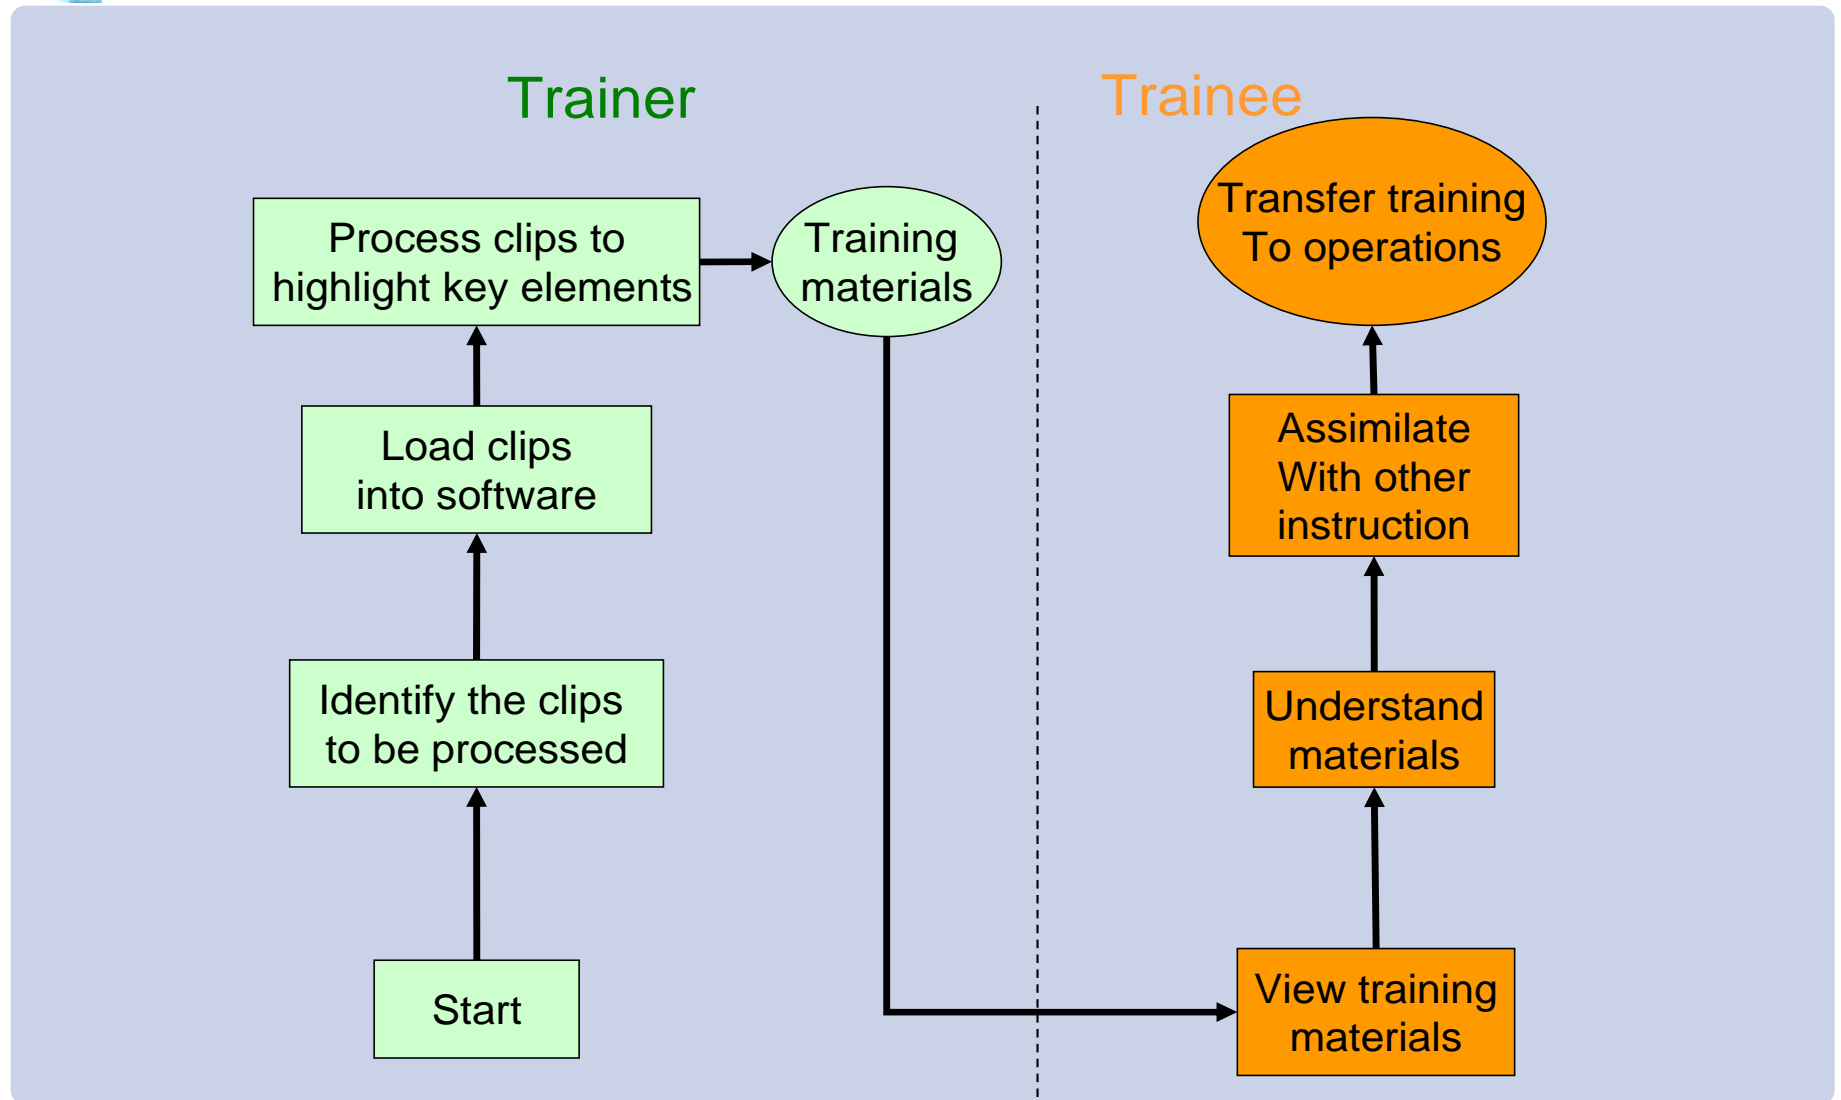 Trainer
Trainee
Process clips to
highlight key elements
Training
materials
Load clips
into software
Identify the clips
to be processed
Start
Transfer training
To operations
Assimilate
With other
instruction
Understand
materials
View training
materials